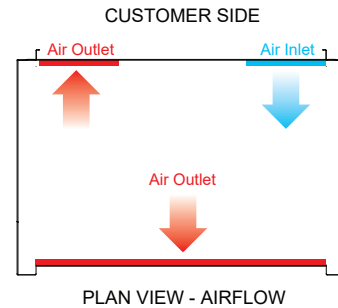 CUSTOMER SIDE
Air Outlet
Air Inlet
Air Outlet
PLAN VIEW - AIRFLOW